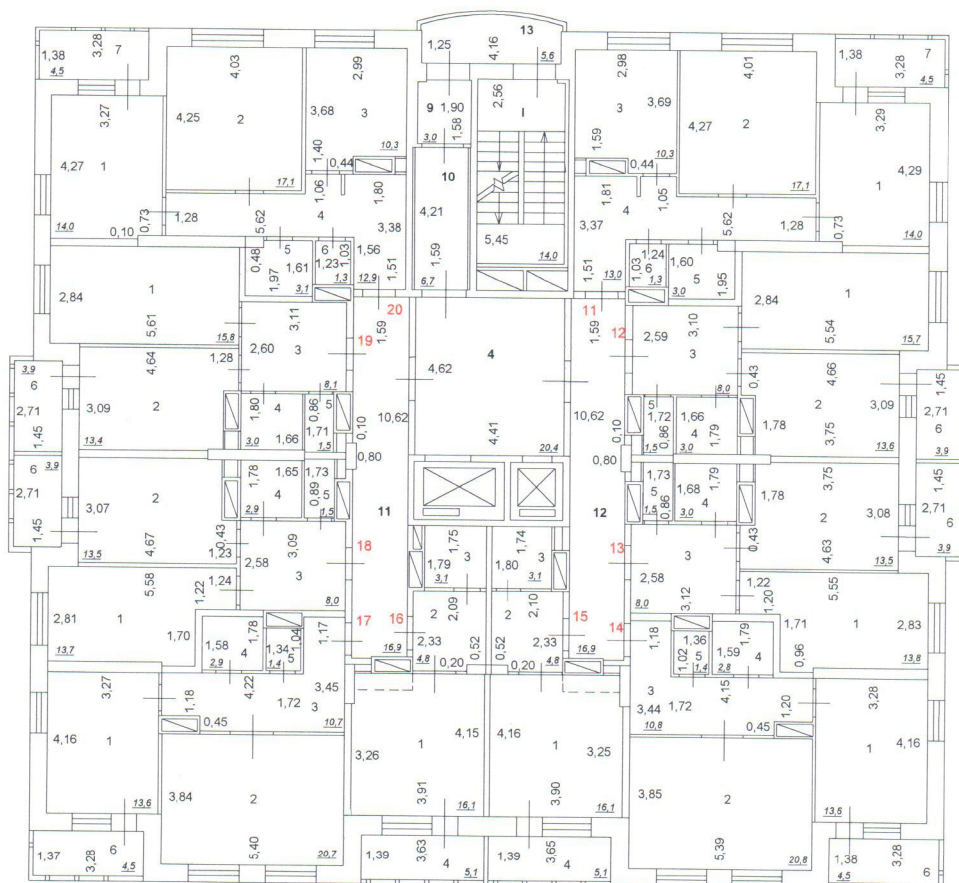 13
1,38 3,28 7 4,5
4,03 2,99 1,25 4,16 5,6 2,98 4,01
1,38 3,28 7 4,5
3,27 4,25 2 3,68 3 9 1,90 1,58 3,0 2,56 I 3 3,69 4,27 2 3,29
4,27 1 17,1 1,40 0,44 10,3 10 1,59 0,44 10,3 17,1 1 4,29
14,0 0,10 0,73 1,28 5,62 1,06 4 1,80 3,38 4,21 1,59 6,7 5,45 14,0 3,37 1,81 4 1,05 5,62 1,28 0,73 14,0
0,48 5 1,61 1,97 3,1 6 1,03 1,23 1,3 1,56 1,51 12,9 1,51 13,0 1,03 1,24 6 1,3 1,60 5 1,95 3,0
2,84 1 5,61 15,8 3,11 2,60 3 8,1 20 1,59 19 11 1,59 12 2,59 3,10 3 8,0 2,84 1 5,54 15,7
4 4,62 4,41 20,4
3,9 6 2,71 1,45 3,09 4,64 2 1,28 13,4 1,80 4 1,66 3,0 0,86 5 1,71 1,5 10,62 0,10 0,80 10,62 0,10 0,80 5 1,72 0,86 1,5 1,66 4 1,79 3,0 0,43 4,66 2 3,09 1,78 3,75 13,6 1,45 2,71 6 3,9
6 3,9 2,71 1,45 3,07 2 4,67 13,5 0,43 1,23 1,78 1,65 4 2,9 1,73 0,89 5 1,5 11 12 1,73 5 0,86 1,5 1,68 1,79 4 3,0 1,78 3,75 2 3,08 4,63 13,5 0,43 1,45 2,71 6 3,9
18 2,58 3,09 3 8,0 1,75 1,79 3 3,1 1,74 1,80 3 3,1 13 2,58 3 3,12 8,0
5,58 1,22 1,24 2,81 1 1,70 13,7 17 16 16,9 2,09 2 2,33 0,52 4,8 0,20 2 2,10 2,33 0,52 4,8 0,20 15 16,9 14 1,22 1,20 5,55 1,71 1 2,83 0,96 13,8
1,58 1,78 4 2,9 1,04 1,34 5 1,4 1,17 1,18 1,36 1,02 5 1,4 1,79 1,59 4 2,8
3,27 4,16 1 13,6 1,18 4,22 0,45 1,72 3,45 3 10,7 3 3,44 10,8 1,72 4,15 0,45 1,20 3,28 1 4,16
3,84 2 5,40 20,7 3,26 1 4,15 3,91 16,1 4,16 1 3,25 3,90 16,1 3,85 2 5,39 20,8
1,37 3,28 6 4,5 1,39 3,63 4 5,1 1,39 3,65 4 5,1 1,38 3,28 4,5 6